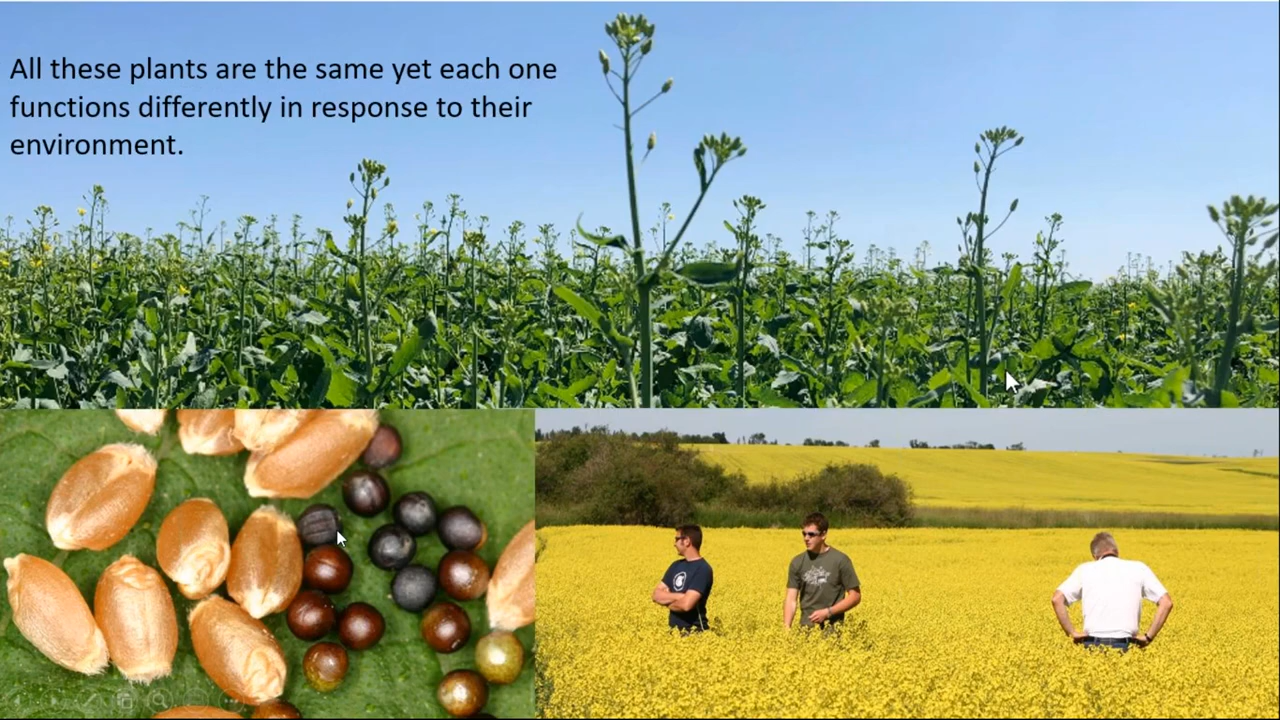 All these plants are the same yet each one
functions differently in response to their
environment.